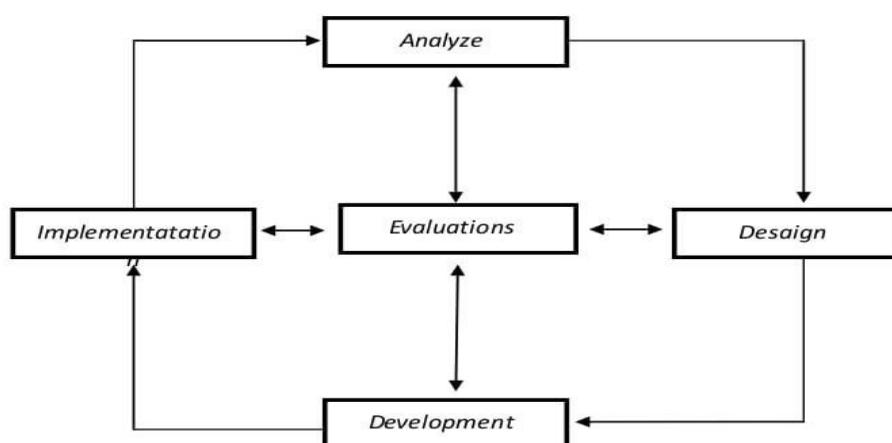 Analyze
Implementatatio
n
Evaluations
Desaign
Development